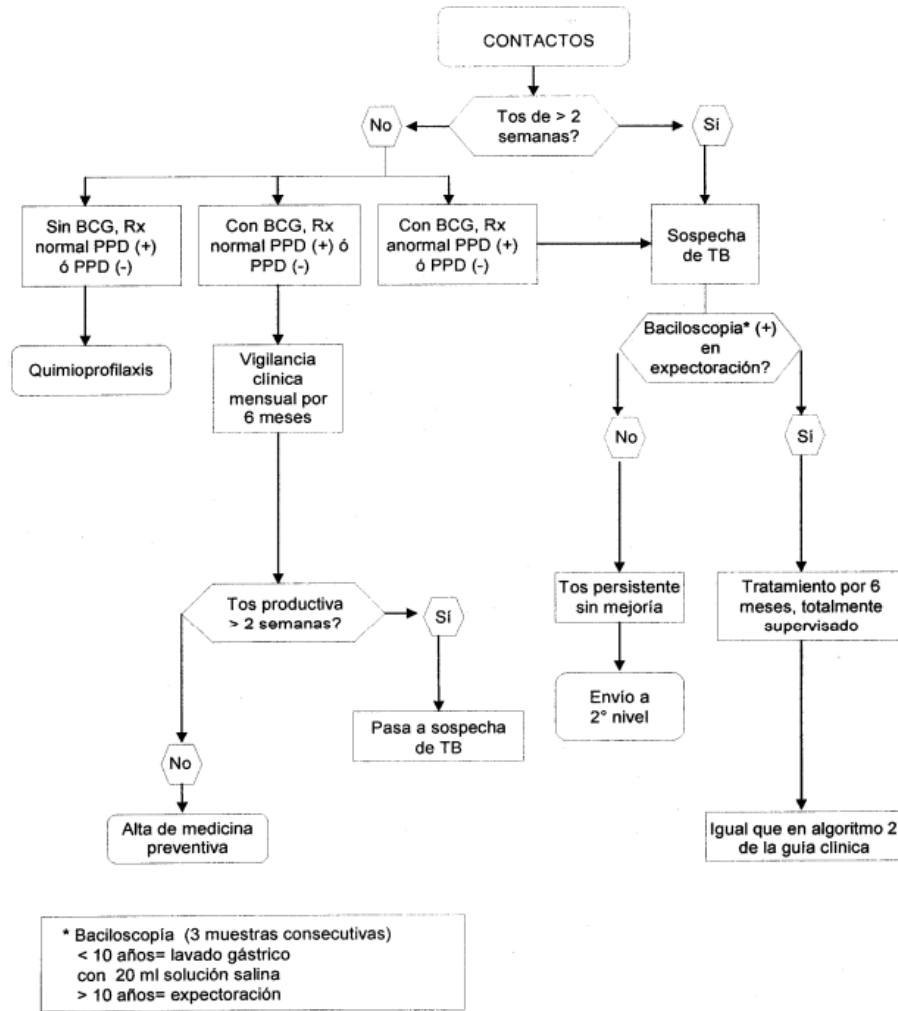 CONTACTOS
Tos de > 2
semanas?
No
Sí
Sin BCG, Rx
normal PPD (+)
ó PPD (-)
Con BCG, Rx
normal PPD (+) ó
PPD (-)
Con BCG, Rx
anormal PPD (+)
ó PPD (-)
Sospecha
de TB
Quimioprofilaxis
Vigilancia
clínica
mensual por
6 meses
Baciloscopia* (+)
en
expectoración?
No
Sí
Tos productiva
> 2 semanas?
Sí
No
Tos persistente
sin mejoría
Tratamiento por 6
meses, totalmente
supervisado
Pasa a sospecha
de TB
Envío a
2° nivel
Alta de medicina
preventiva
Igual que en algoritmo 2
de la guía clínica
* Baciloscopía (3 muestras consecutivas)
< 10 años= lavado gástrico
con 20 ml solución salina
> 10 años= expectoración